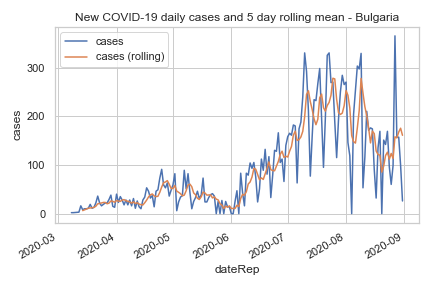 New COVID-19 daily cases and 5 day rolling mean - Bulgaria
cases
cases (rolling)
300
200
100
0
cases
2020-03
2020-04
2020-05
2020-06
2020-07
2020-08
2020-09
dateRep